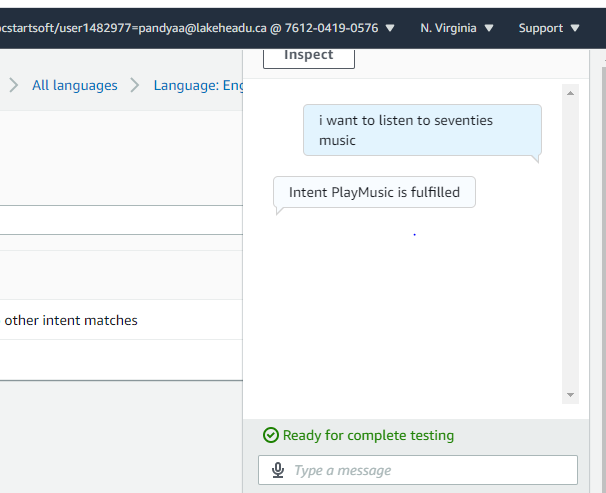 ocstartsoft/user1482977=pandyaa@lakeheadu.ca @ 7612-0419-0576 ▼ N. Virginia ▼ Support ▼
Inspect
> All languages > Language: Eng
i want to listen to seventies
music
Intent PlayMusic is fulfilled
other intent matches
Ready for complete testing
Type a message